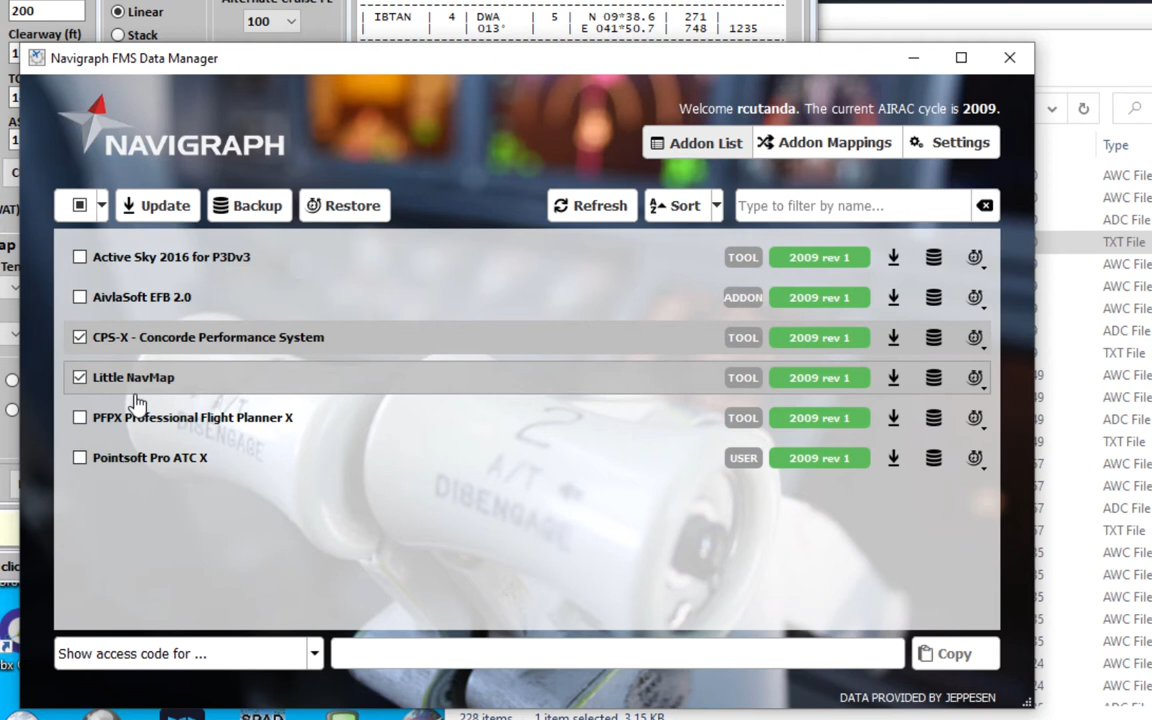 200
Linear
Alternate Cruise FL
100
Clearway (ft)
Stack
| IBTAN | 4 | DWA | 5 | N 09°38.6 | 271 |
| | | 013° | | E 041°50.7 | 748 | 1235
Navigraph FMS Data Manager
NAVIGRAPH
Welcome rcutanda. The current AIRAC cycle is 2009.
Addon List Addon Mappings Settings
Update Backup Restore Refresh Sort Type to filter by name...
Active Sky 2016 for P3Dv3 TOOL 2009 rev 1
AivlaSoft EFB 2.0 ADDON 2009 rev 1
CPS-X - Concorde Performance System TOOL 2009 rev 1
Little NavMap TOOL 2009 rev 1
PFPX Professional Flight Planner X TOOL 2009 rev 1
Pointsoft Pro ATC X USER 2009 rev 1
2
A/T
DISENGAGE
Show access code for ... Copy
DATA PROVIDED BY JEPPESEN
228 items 1 item selected 3.15 KB
Type
AWC File
AWC File
ADC File
TXT File
AWC File
AWC File
AWC File
ADC File
TXT File
AWC File
AWC File
ADC File
TXT File
AWC File
AWC File
ADC File
TXT File
AWC File
AWC File
AWC File
AWC File
AWC File
AWC File
AWC File